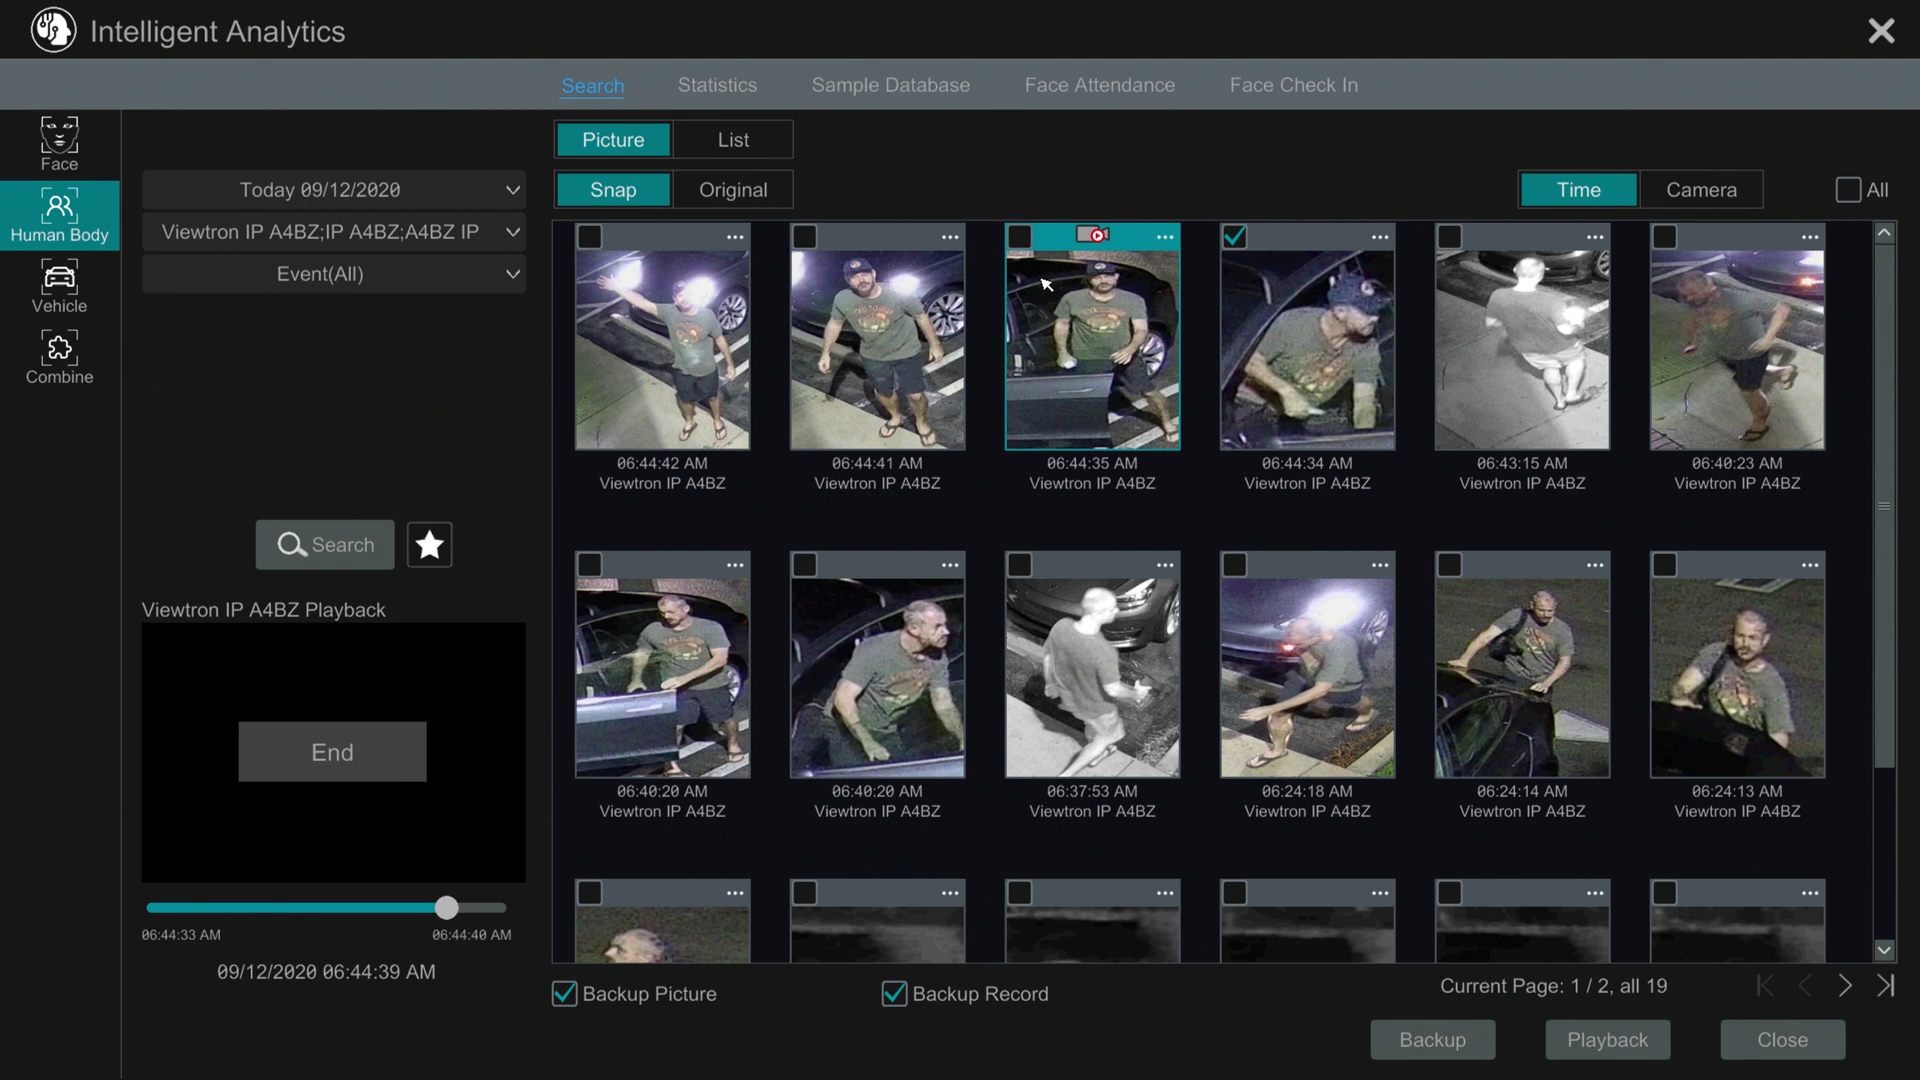 Intelligent Analytics
Search
Statistics
Sample Database
Face Attendance
Face Check In
Face
Human Body
Vehicle
Combine
Today 09/12/2020
Viewtron IP A4BZ;IP A4BZ;A4BZ IP
Event(All)
Search
Viewtron IP A4BZ Playback
End
06:44:33 AM
06:44:40 AM
09/12/2020 06:44:39 AM
Picture
List
Snap
Original
Time
Camera
All
06:44:42 AM
Viewtron IP A4BZ
06:44:41 AM
Viewtron IP A4BZ
06:44:35 AM
Viewtron IP A4BZ
06:44:34 AM
Viewtron IP A4BZ
06:43:15 AM
Viewtron IP A4BZ
06:40:23 AM
Viewtron IP A4BZ
06:40:20 AM
Viewtron IP A4BZ
06:40:20 AM
Viewtron IP A4BZ
06:37:53 AM
Viewtron IP A4BZ
06:24:18 AM
Viewtron IP A4BZ
06:24:14 AM
Viewtron IP A4BZ
06:24:13 AM
Viewtron IP A4BZ
Backup Picture
Backup Record
Current Page: 1 / 2, all 19
Backup
Playback
Close